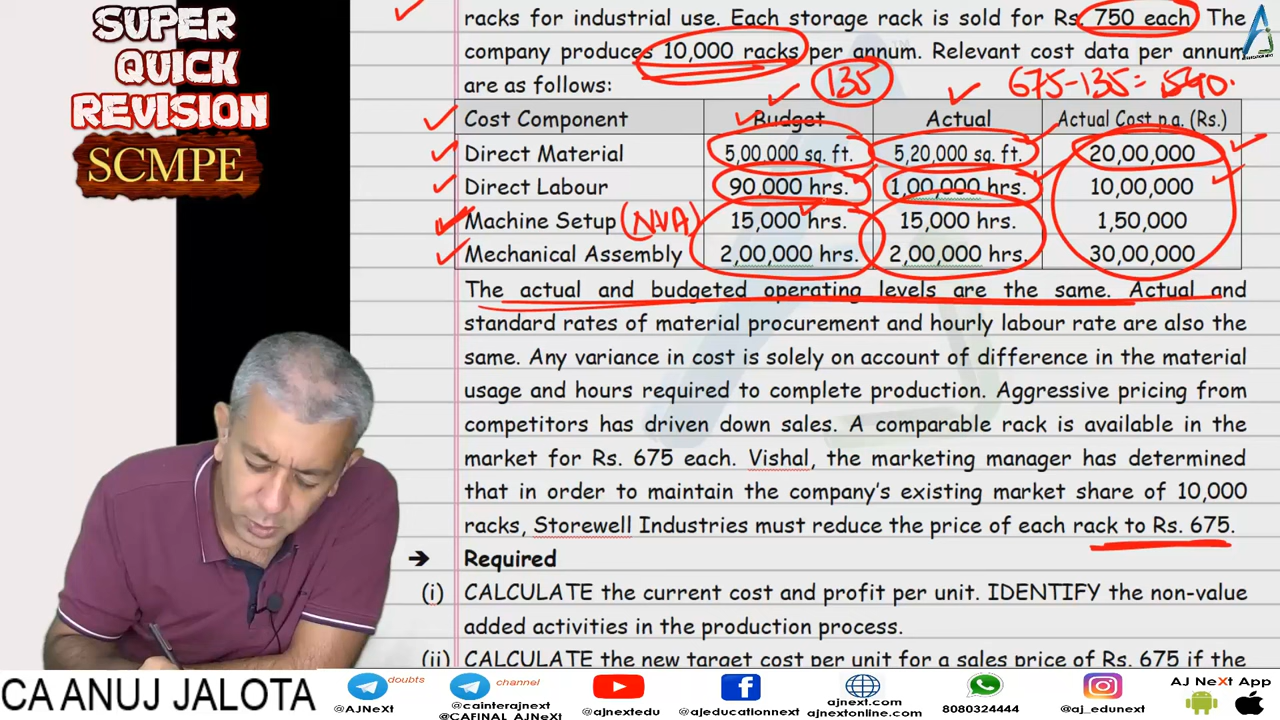 SUPER
QUICK
REVISION
SCMPE
racks for industrial use. Each storage rack is sold for Rs. 750 each The
company produces 10,000 racks per annum. Relevant cost data per annum
are as follows:
135
675-135= 540.
Cost Component Budget Actual Actual Cost p.a. (Rs.)
Direct Material 5,00,000 sq. ft. 5,20,000 sq. ft. 20,00,000
Direct Labour 90,000 hrs. 1,00,000 hrs. 10,00,000
Machine Setup (NVA) 15,000 hrs. 15,000 hrs. 1,50,000
Mechanical Assembly 2,00,000 hrs. 2,00,000 hrs. 30,00,000
The actual and budgeted operating levels are the same. Actual and
standard rates of material procurement and hourly labour rate are also the
same. Any variance in cost is solely on account of difference in the material
usage and hours required to complete production. Aggressive pricing from
competitors has driven down sales. A comparable rack is available in the
market for Rs. 675 each. Vishal, the marketing manager has determined
that in order to maintain the company's existing market share of 10,000
racks, Storewell Industries must reduce the price of each rack to Rs. 675.
→ Required
(i) CALCULATE the current cost and profit per unit. IDENTIFY the non-value
added activities in the production process.
(ii) CALCULATE the new target cost per unit for a sales price of Rs. 675 if the
CA ANUJ JALOTA
doubts
@AJNeXt
channel
@cainterajnext
@CAFINAL_AJNeXt
@ajnextedu
@ajeducationnext
ajnext.com
ajnextonline.com
8080324444
@aj_edunext
AJ NeXt App